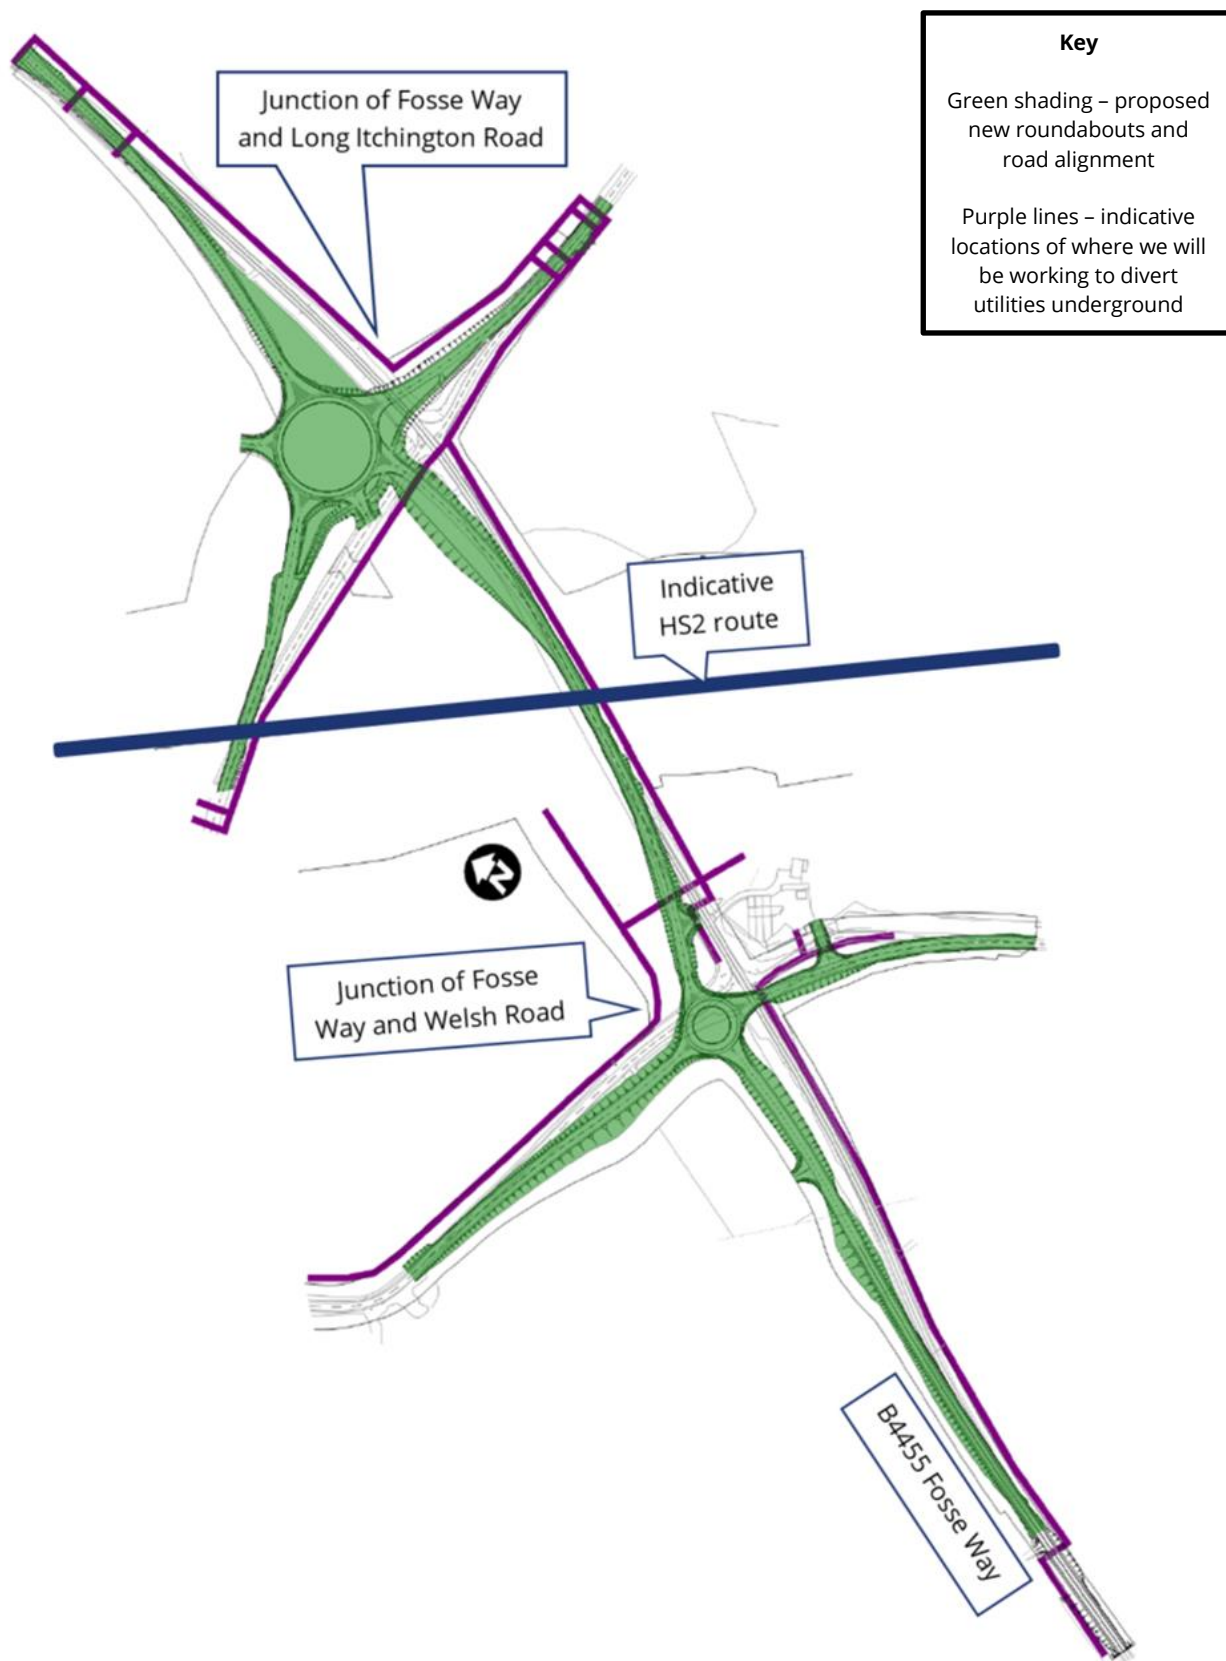 Key
Green shading – proposed
new roundabouts and
road alignment
Purple lines – indicative
locations of where we will
be working to divert
utilities underground
Junction of Fosse Way
and Long Itchington Road
Indicative
HS2 route
N
Junction of Fosse
Way and Welsh Road
B4455 Fosse Way